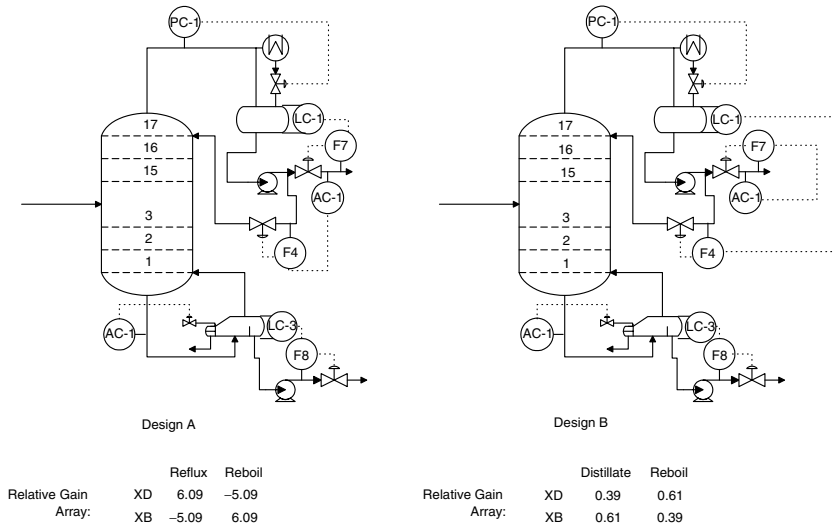 PC-1
LC-1
17
16
15
3
2
1
F7
AC-1
F4
AC-1
LC-3
F8
Design A
Reflux Reboil
Relative Gain Array:
XD 6.09 –5.09
XB –5.09 6.09
PC-1
LC-1
17
16
15
3
2
1
F7
AC-1
F4
AC-1
LC-3
F8
Design B
Distillate Reboil
Relative Gain Array:
XD 0.39 0.61
XB 0.61 0.39